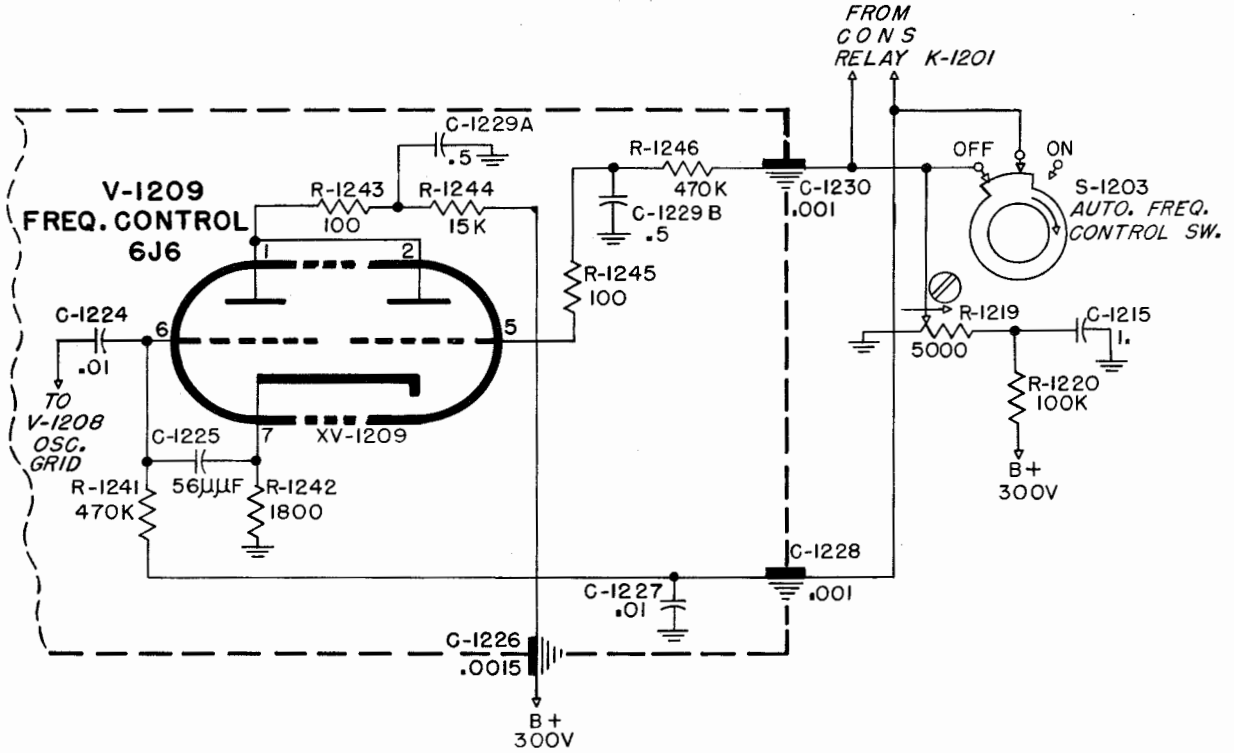 FROM
CONS
RELAY K-1201
C-1229A
.5
R-1246
470K
OFF
ON
V-1209
FREQ. CONTROL
6J6
R-1243
100
R-1244
15K
C-1230
.001
S-1203
AUTO. FREQ.
CONTROL SW.
C-1229B
.5
1
2
R-1245
100
C-1224
.01
6
5
R-1219
5000
C-1215
1.
R-1220
100K
TO
V-1208
OSC.
GRID
C-1225
56µµF
7
XV-1209
B+
300V
R-1241
470K
R-1242
1800
C-1228
.001
C-1227
.01
C-1226
.0015
B+
300V